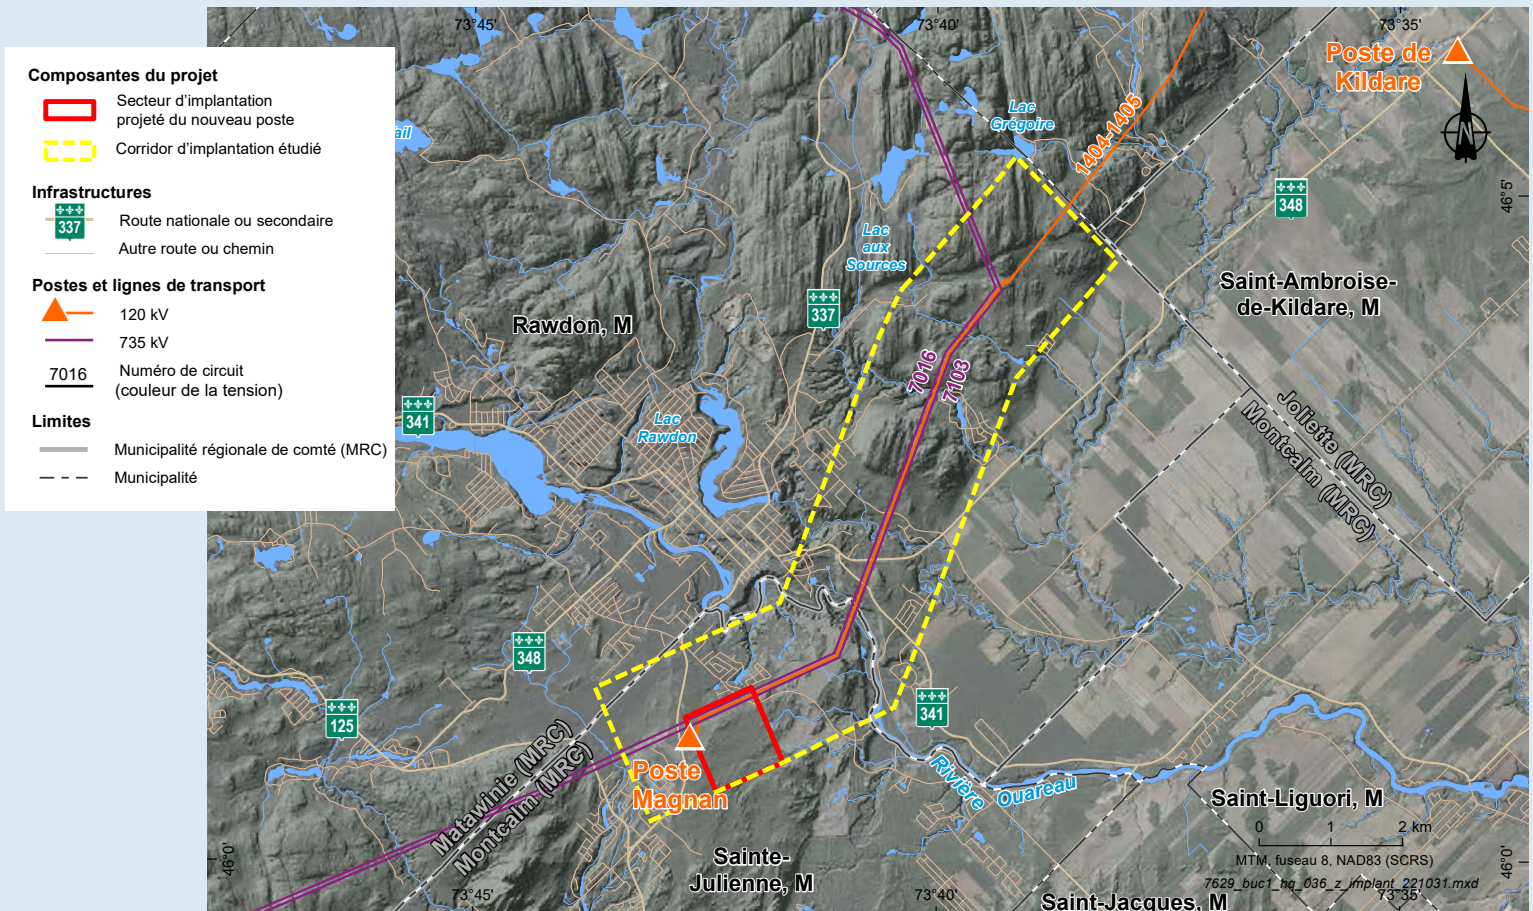 73°45'
73°40'
73°35'
Composantes du projet
Secteur d'implantation
projeté du nouveau poste
Corridor d'implantation étudié
Infrastructures
337
Route nationale ou secondaire
Autre route ou chemin
Postes et lignes de transport
120 kV
735 kV
7016
Numéro de circuit
(couleur de la tension)
Limites
Municipalité régionale de comté (MRC)
Municipalité
Poste de
Kildare
N
Lac
Grégoire
1404-1405
348
46°5'
Lac
aux
Sources
Saint-Ambroise-
de-Kildare, M
337
Rawdon, M
7016
7103
341
Lac
Rawdon
Joliette (MRC)
Montcalm (MRC)
348
125
341
Matawinie (MRC)
Montcalm (MRC)
Poste
Magnan
Rivière
Ouareau
Saint-Liguori, M
0 1 2 km
MTM, fuseau 8, NAD83 (SCRS)
7629_buc1_hq_036_z_implant_221031.mxd
46°0'
46°0'
Sainte-
Julienne, M
73°45'
73°40'
73°35'
Saint-Jacques, M